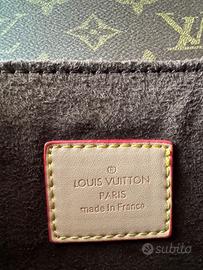 LOUIS VUITTON
PARIS
made in France
subito